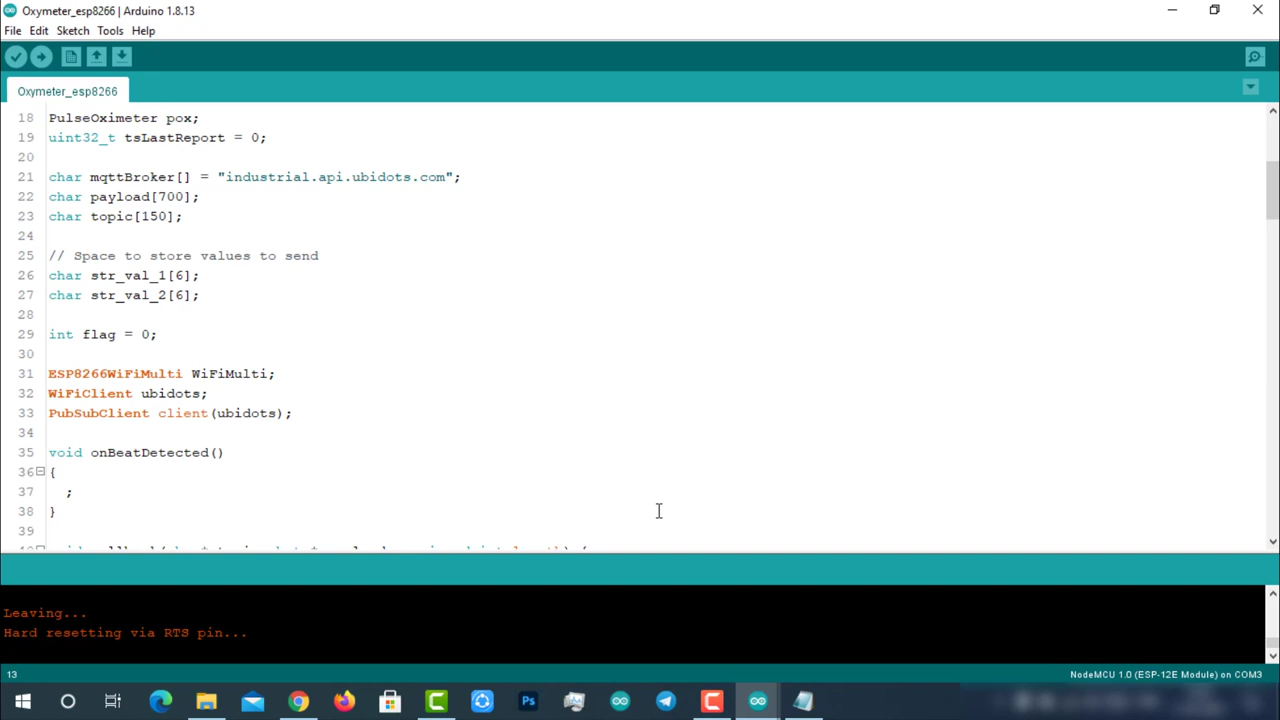 Oxymeter_esp8266 | Arduino 1.8.13
File Edit Sketch Tools Help
Oxymeter_esp8266
18 PulseOximeter pox;
19 uint32_t tsLastReport = 0;
20
21 char mqttBroker[] = "industrial.api.ubidots.com";
22 char payload[700];
23 char topic[150];
24
25 // Space to store values to send
26 char str_val_1[6];
27 char str_val_2[6];
28
29 int flag = 0;
30
31 ESP8266WiFiMulti WiFiMulti;
32 WiFiClient ubidots;
33 PubSubClient client(ubidots);
34
35 void onBeatDetected()
36 {
37 ;
38 }
39
Leaving...
Hard resetting via RTS pin...
13 NodeMCU 1.0 (ESP-12E Module) on COM3
Ps